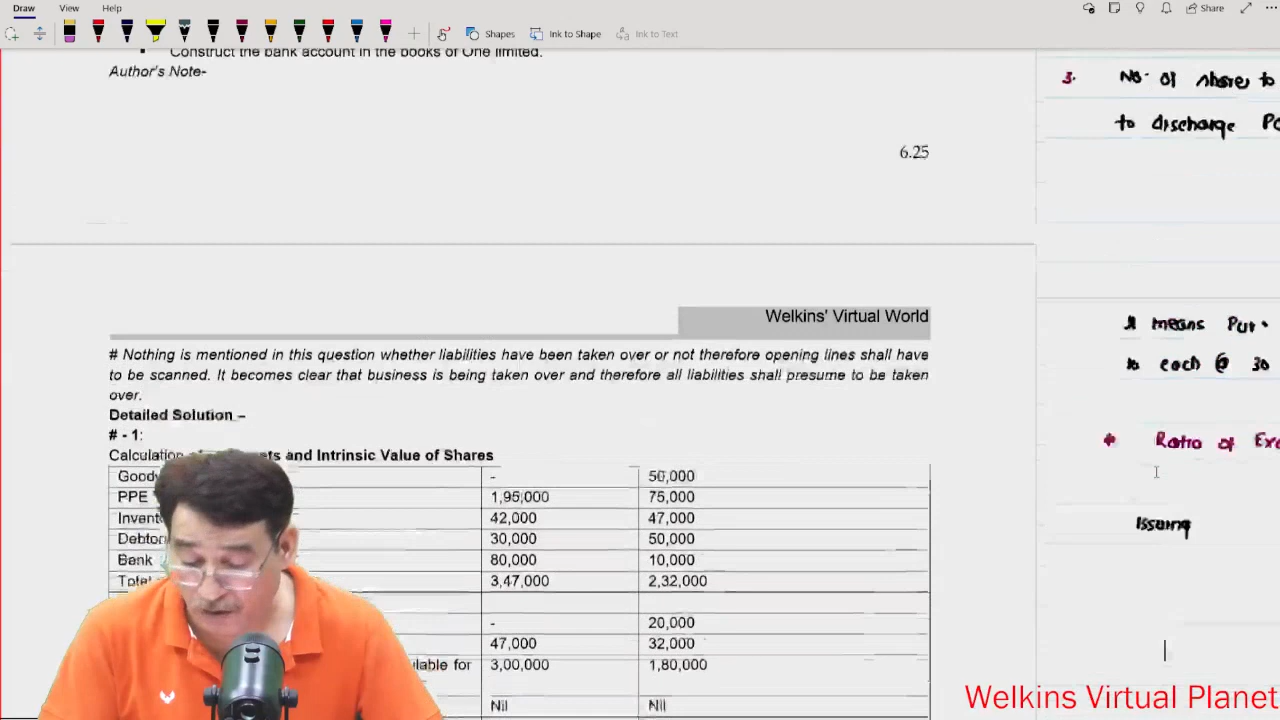 Draw View Help Share
Shapes Ink to Shape Ink to Text
Construct the bank account in the books of One limited.
Author's Note-
6.25
Welkins' Virtual World
# Nothing is mentioned in this question whether liabilities have been taken over or not therefore opening lines shall have
to be scanned. It becomes clear that business is being taken over and therefore all liabilities shall presume to be taken
over.
Detailed Solution –
# - 1:
Calculation and Intrinsic Value of Shares
- 50,000
PPE 1,95,000 75,000
42,000 47,000
30,000 50,000
Bank 80,000 10,000
Total 3,47,000 2,32,000
- 20,000
47,000 32,000
for 3,00,000 1,80,000
Nil Nil
3. No. of share to
to discharge
It means
10 each @ 30
* Ratio of
Issuing
Welkins Virtual Planet